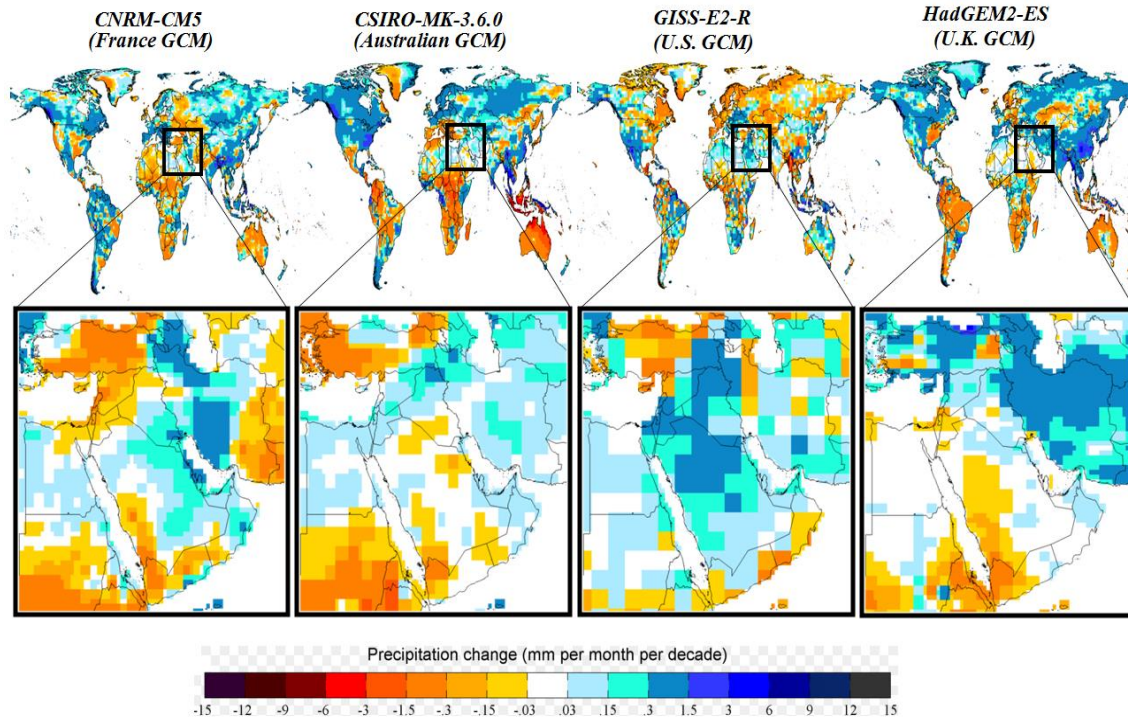 CNRM-CM5
(France GCM)
CSIRO-MK-3.6.0
(Australian GCM)
GISS-E2-R
(U.S. GCM)
HadGEM2-ES
(U.K. GCM)
Precipitation change (mm per month per decade)
-15 -12 -9 -6 -3 -1.5 -.3 -.15 -.03 .03 .15 .3 1.5 3 6 9 12 15